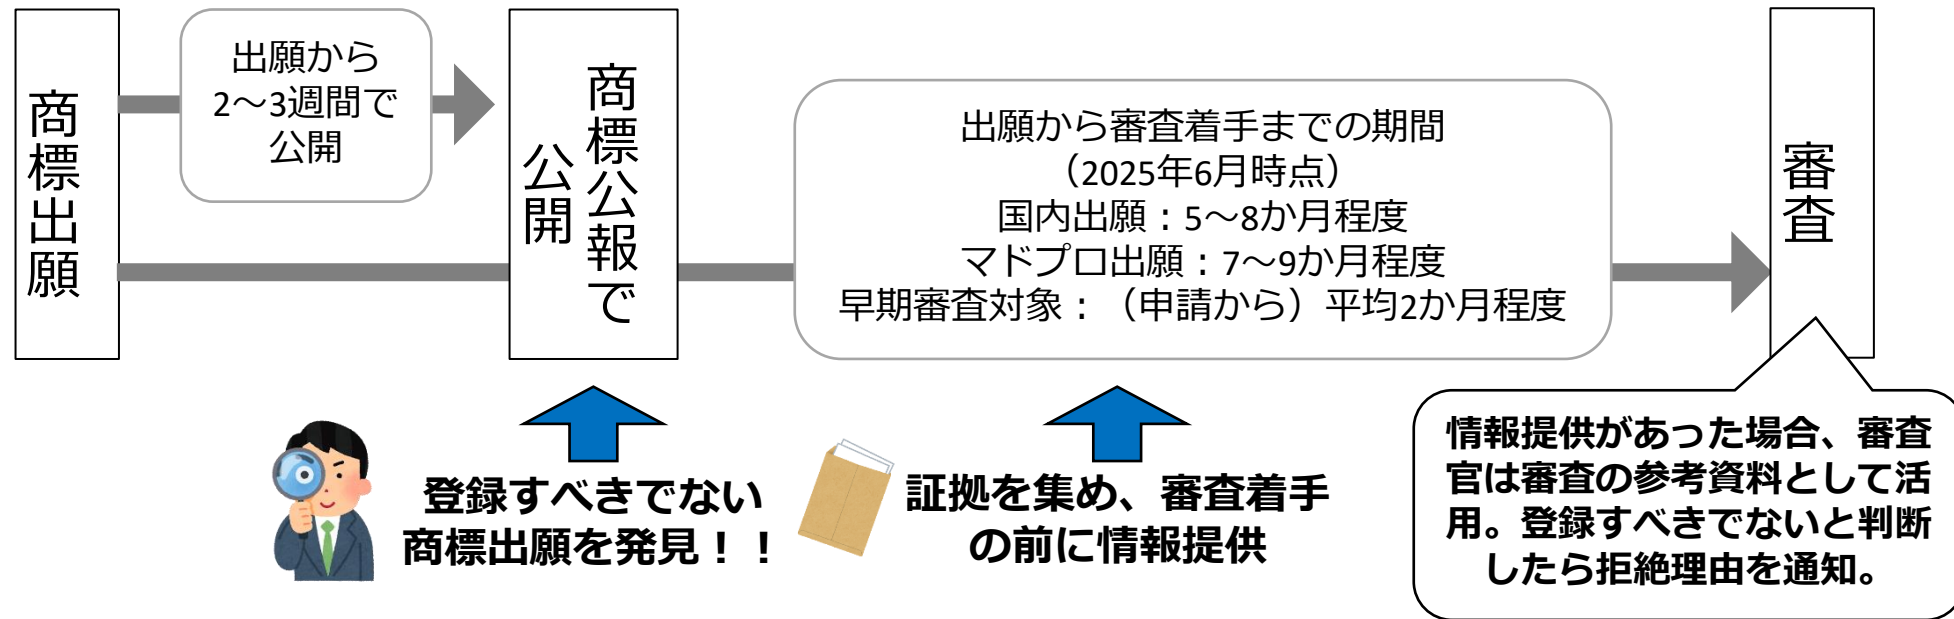 商標出願
出願から
2～3週間で
公開
商標公報で
公開
出願から審査着手までの期間
（2025年6月時点）
国内出願：5～8か月程度
マドプロ出願：7～9か月程度
早期審査対象：（申請から）平均2か月程度
審査
登録すべきでない
商標出願を発見！！
証拠を集め、審査着手
の前に情報提供
情報提供があった場合、審査
官は審査の参考資料として活
用。登録すべきでないと判断
したら拒絶理由を通知。